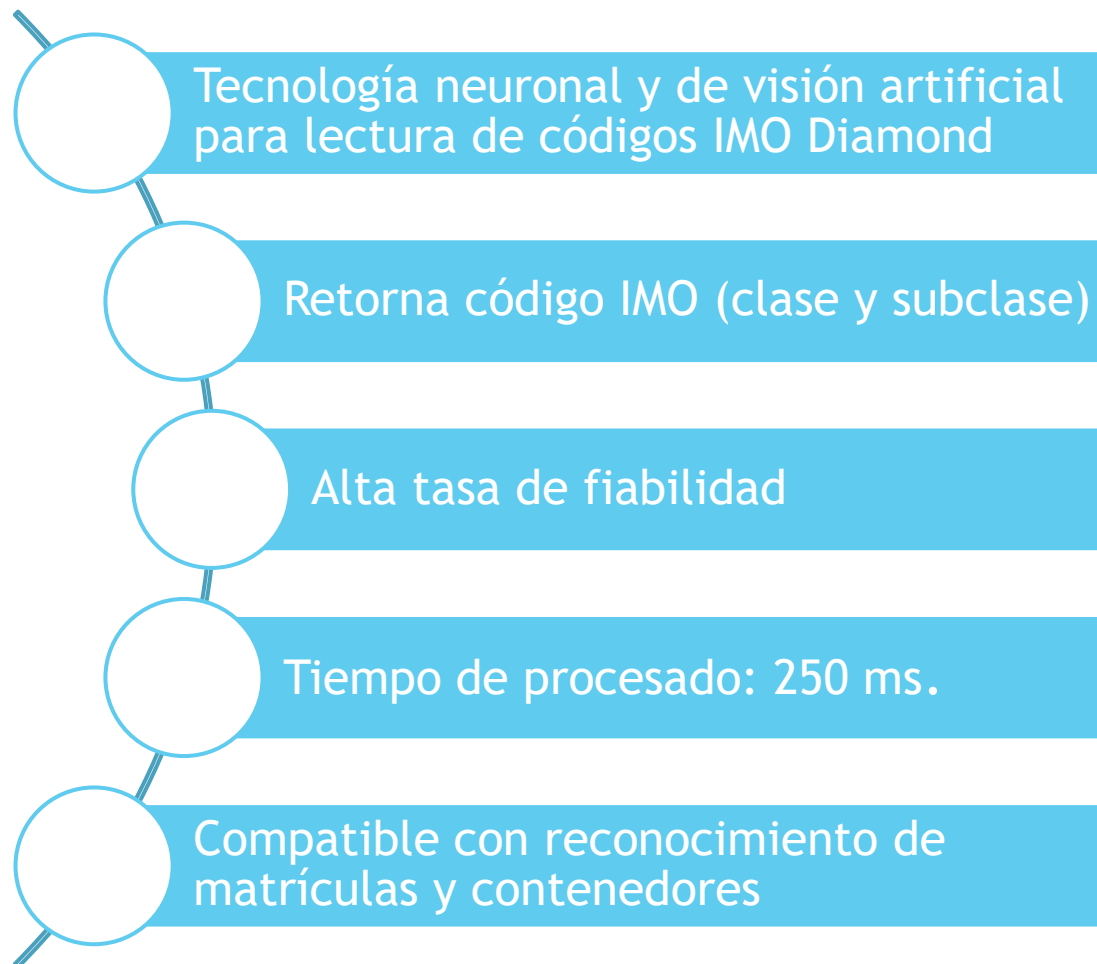 Tecnología neuronal y de visión artificial
para lectura de códigos IMO Diamond
Retorna código IMO (clase y subclase)
Alta tasa de fiabilidad
Tiempo de procesado: 250 ms.
Compatible con reconocimiento de
matrículas y contenedores